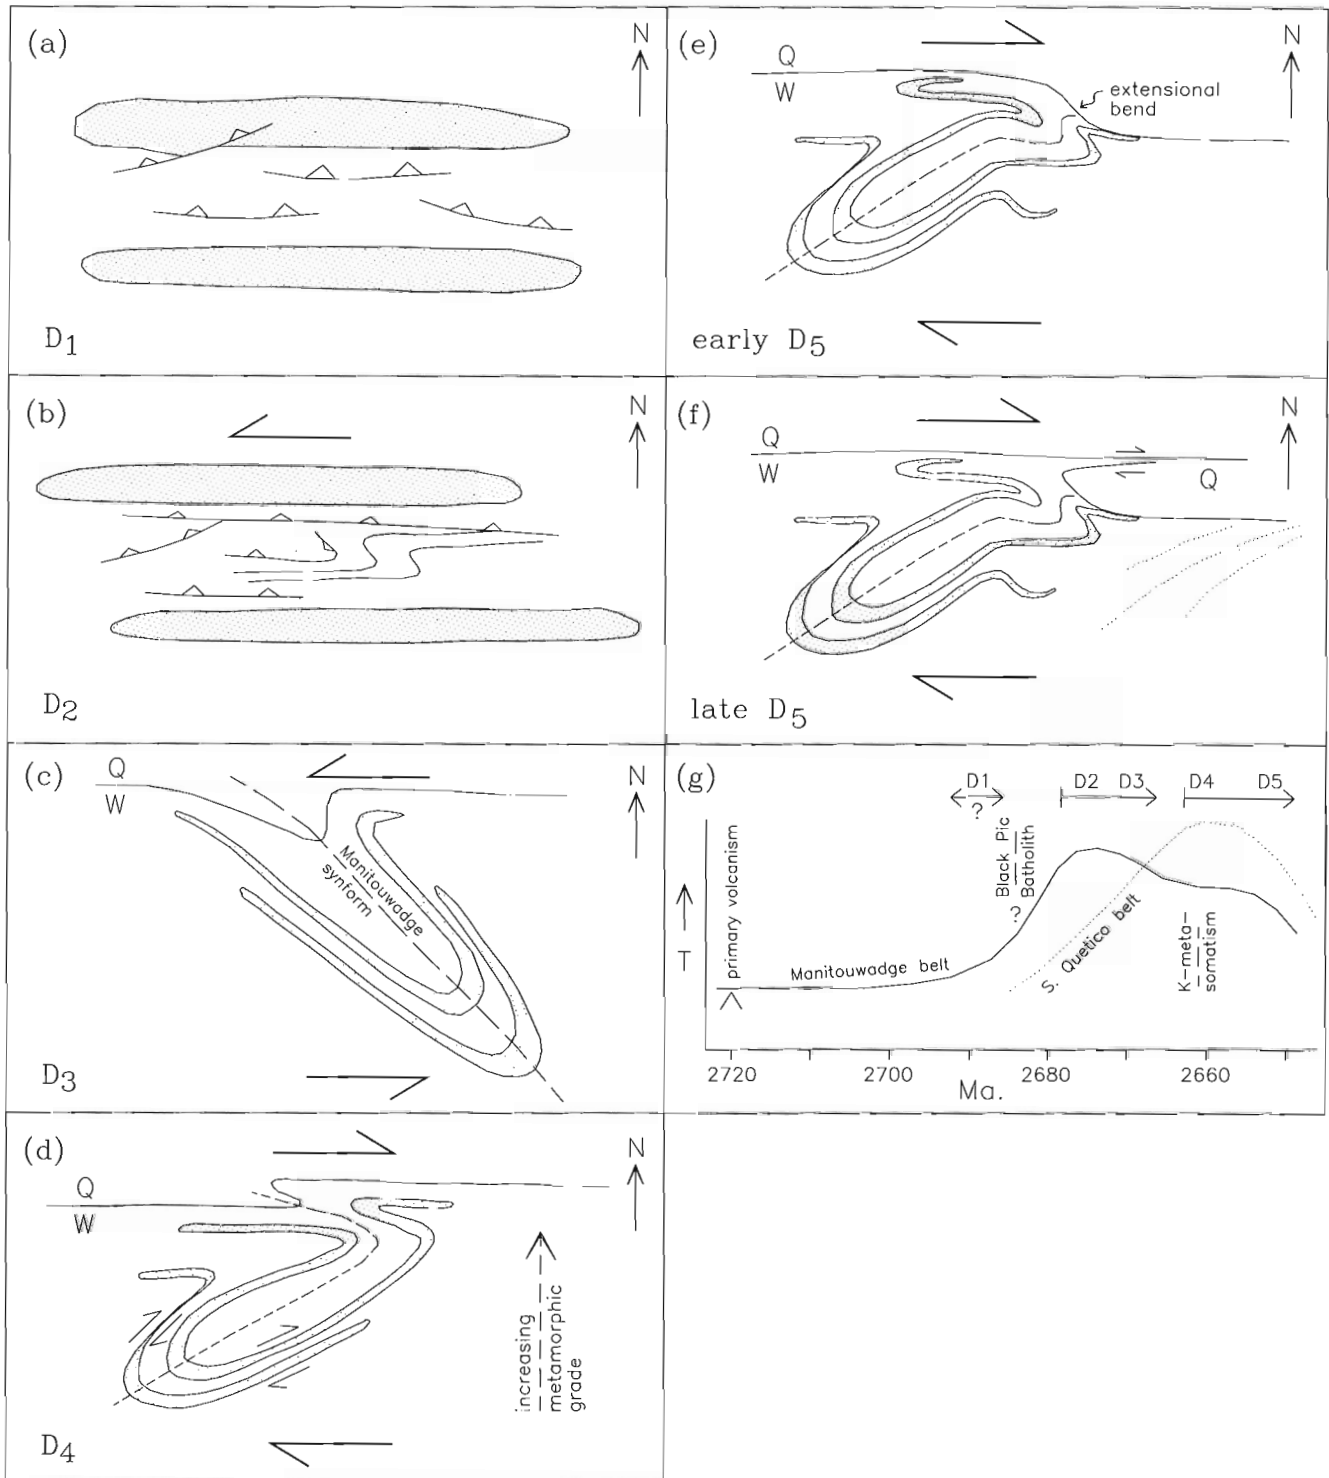 (a)
N
D1
(b)
N
D2
(c)
Q
W
N
Manitouwadge
synform
D3
(d)
Q
W
N
increasing
metamorphic
grade
D4
(e)
Q
W
N
extensional
bend
early D5
(f)
Q
W
N
Q
late D5
(g)
D1
?
D2 D3
D4 D5
T
primary volcanism
Manitouwadge belt
Black Pic
Batholith
?
S. Quetico belt
K-meta-
somatism
2720 2700 2680 2660
Ma.